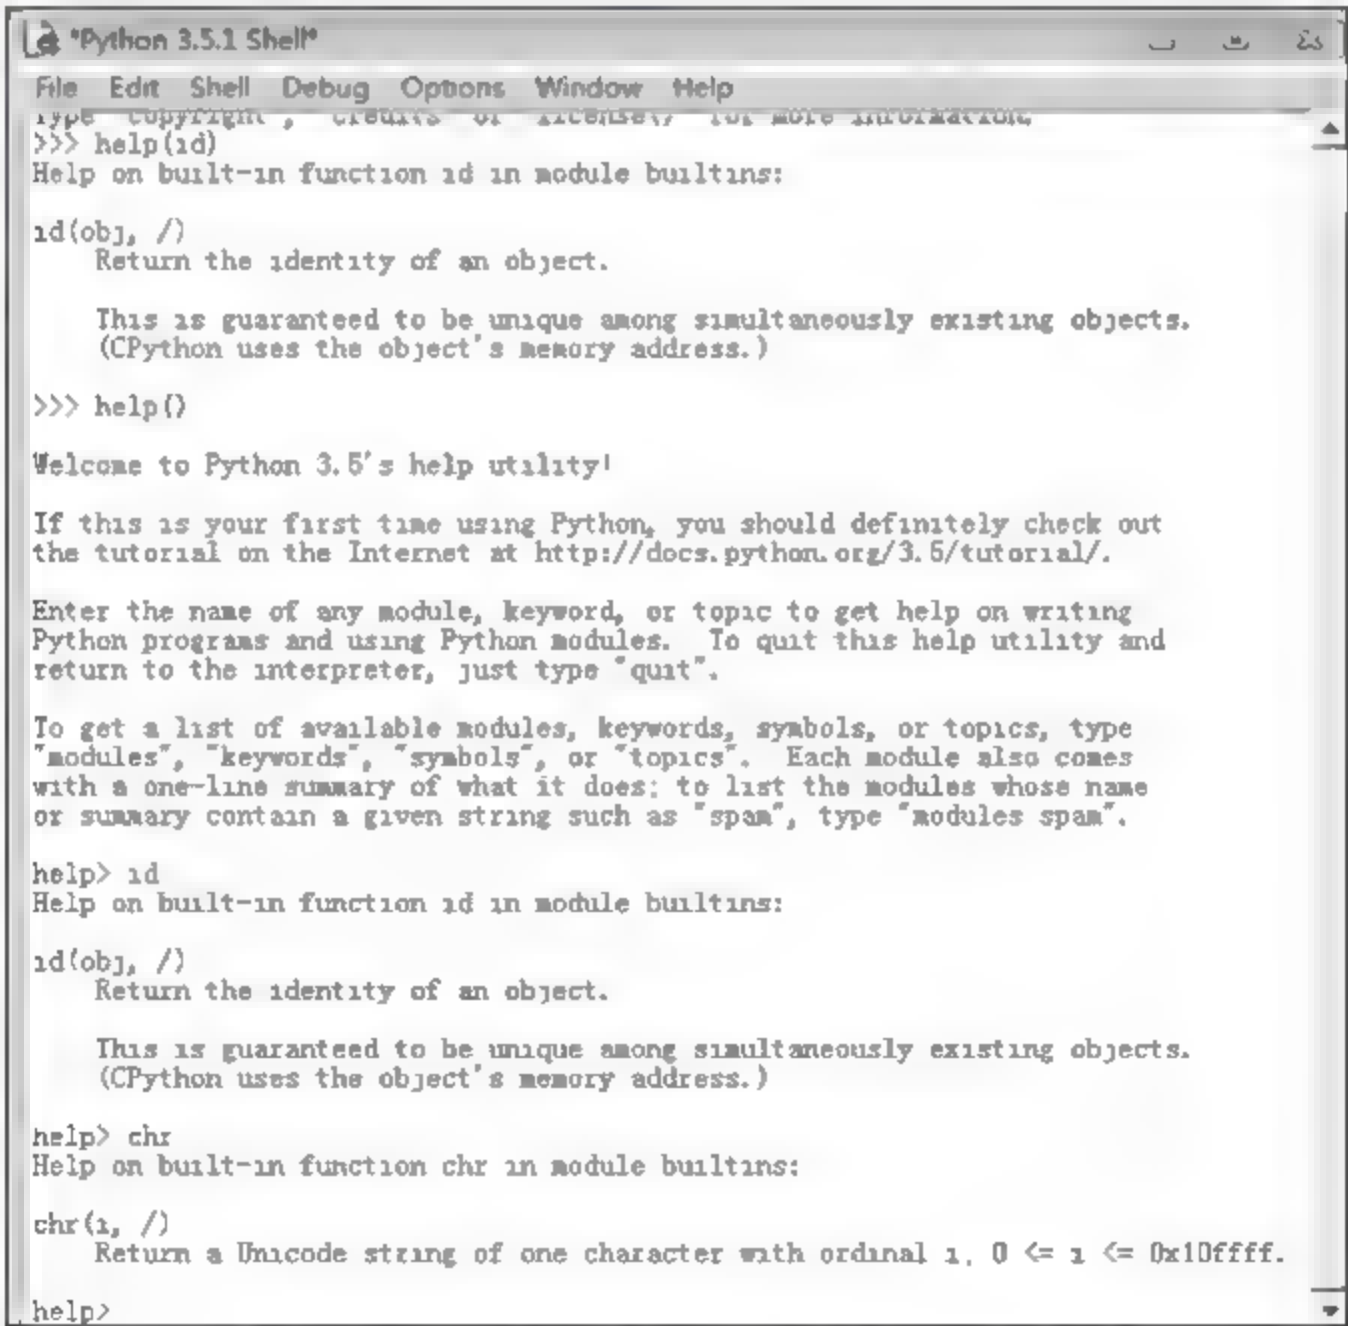 *Python 3.5.1 Shell*
File Edit Shell Debug Options Window Help
Type "copyright", "credits" or "license()" for more information.
>>> help(id)
Help on built-in function id in module builtins:
id(obj, /)
    Return the identity of an object.
    This is guaranteed to be unique among simultaneously existing objects.
    (CPython uses the object's memory address.)
>>> help()
Welcome to Python 3.5's help utility!
If this is your first time using Python, you should definitely check out
the tutorial on the Internet at http://docs.python.org/3.5/tutorial/.
Enter the name of any module, keyword, or topic to get help on writing
Python programs and using Python modules.  To quit this help utility and
return to the interpreter, just type "quit".
To get a list of available modules, keywords, symbols, or topics, type
"modules", "keywords", "symbols", or "topics".  Each module also comes
with a one-line summary of what it does; to list the modules whose name
or summary contain a given string such as "spam", type "modules spam".
help> id
Help on built-in function id in module builtins:
id(obj, /)
    Return the identity of an object.
    This is guaranteed to be unique among simultaneously existing objects.
    (CPython uses the object's memory address.)
help> chr
Help on built-in function chr in module builtins:
chr(i, /)
    Return a Unicode string of one character with ordinal i, 0 <= i <= 0x10ffff.
help>